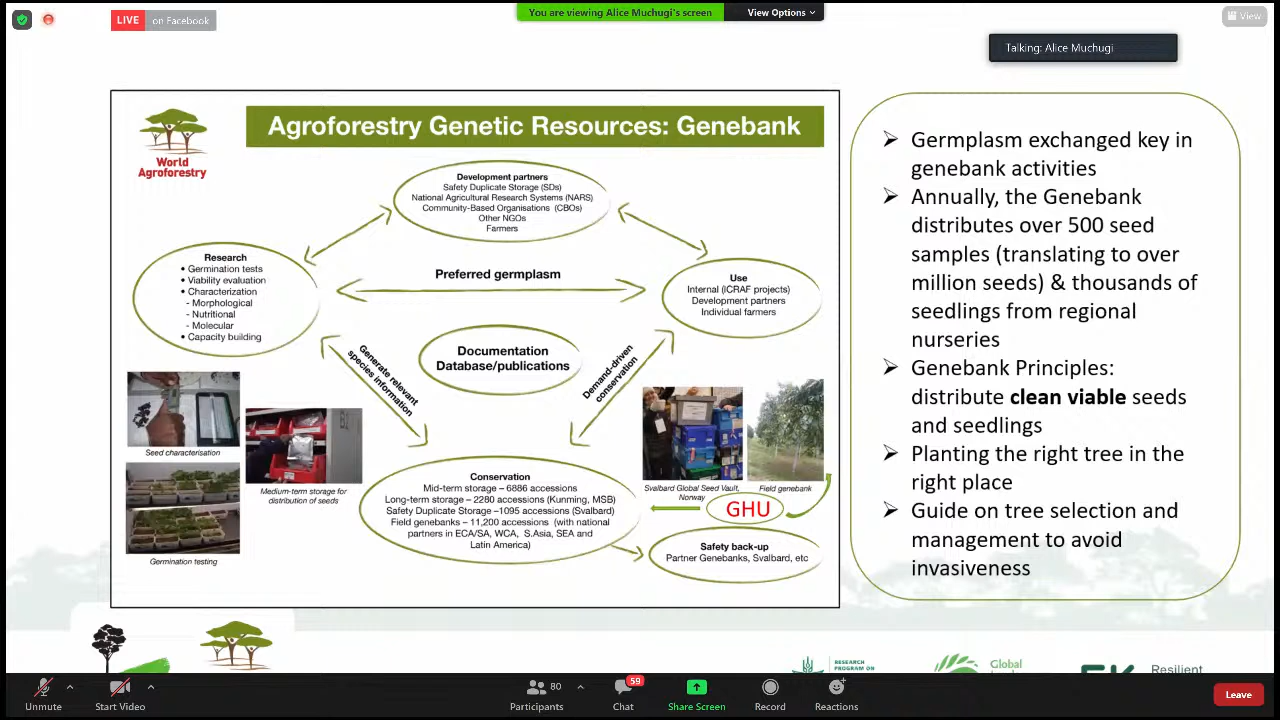 LIVE on Facebook
You are viewing Alice Muchugi's screen
View Options
View
Talking: Alice Muchugi
World
Agroforestry
Agroforestry Genetic Resources: Genebank
Development partners
Safety Duplicate Storage (SDs)
National Agricultural Research Systems (NARS)
Community-Based Organisations (CBOs)
Other NGOs
Farmers
Research
• Germination tests
• Viability evaluation
• Characterization
- Morphological
- Nutritional
- Molecular
• Capacity building
Preferred germplasm
Use
Internal (ICRAF projects)
Development partners
Individual farmers
Generate relevant
species information
Documentation
Database/publications
Demand-driven
conservation
Seed characterisation
Medium-term storage for
distribution of seeds
Germination testing
Conservation
Mid-term storage - 6886 accessions
Long-term storage – 2280 accessions (Kunming, MSB)
Safety Duplicate Storage –1095 accessions (Svalbard)
Field genebanks – 11,200 accessions (with national
partners in ECA/SA, WCA, S.Asia, SEA and
Latin America)
Svalbard Global Seed Vault,
Norway
Field genebank
GHU
Safety back-up
Partner Genebanks, Svalbard, etc
➢ Germplasm exchanged key in
genebank activities
➢ Annually, the Genebank
distributes over 500 seed
samples (translating to over
million seeds) & thousands of
seedlings from regional
nurseries
➢ Genebank Principles:
distribute clean viable seeds
and seedlings
➢ Planting the right tree in the
right place
➢ Guide on tree selection and
management to avoid
invasiveness
RESEARCH
PROGRAM ON
Global
Resilient
Unmute
Start Video
80
Participants
59
Chat
Share Screen
Record
Reactions
Leave